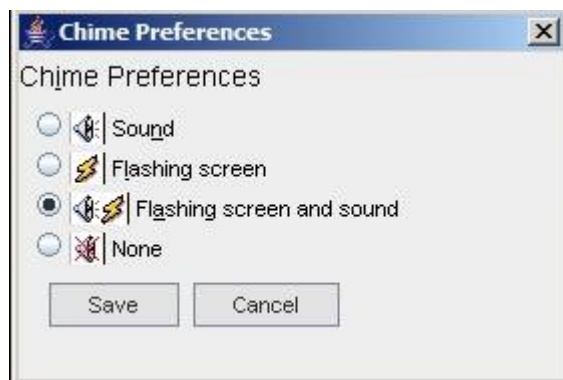 Chime Preferences
Chime Preferences
Sound
Flashing screen
Flashing screen and sound
None
Save Cancel